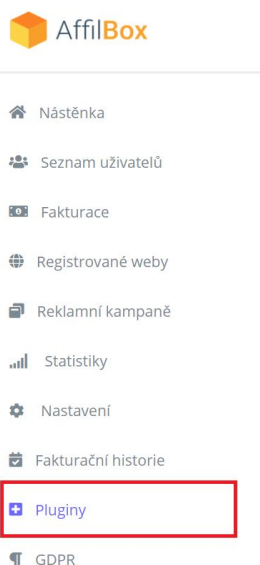 AffilBox
Nástěnka
Seznam uživatelů
Fakturace
Registrované weby
Reklamní kampaně
Statistiky
Nastavení
Fakturační historie
Pluginy
GDPR